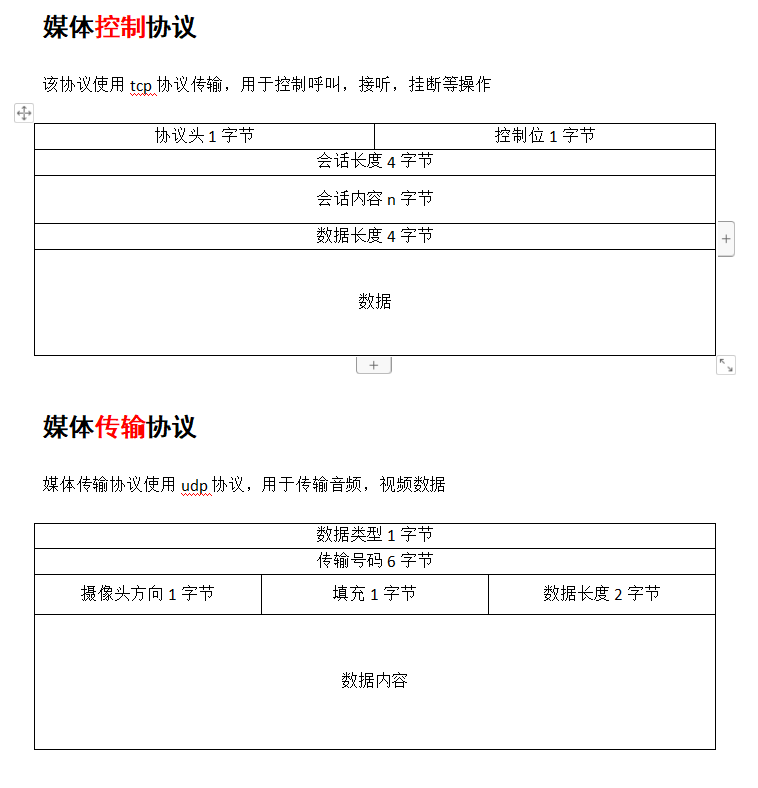 媒体控制协议
该协议使用 tcp 协议传输，用于控制呼叫，接听，挂断等操作
协议头 1 字节 控制位 1 字节
会话长度 4 字节
会话内容 n 字节
数据长度 4 字节
数据
媒体传输协议
媒体传输协议使用 udp 协议，用于传输音频，视频数据
数据类型 1 字节
传输号码 6 字节
摄像头方向 1 字节 填充 1 字节 数据长度 2 字节
数据内容